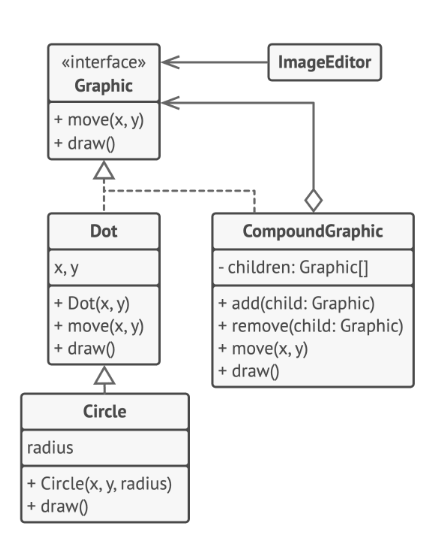 «interface»
Graphic
+ move(x, y)
+ draw()
ImageEditor
Dot
x, y
+ Dot(x, y)
+ move(x, y)
+ draw()
CompoundGraphic
- children: Graphic[]
+ add(child: Graphic)
+ remove(child: Graphic)
+ move(x, y)
+ draw()
Circle
radius
+ Circle(x, y, radius)
+ draw()